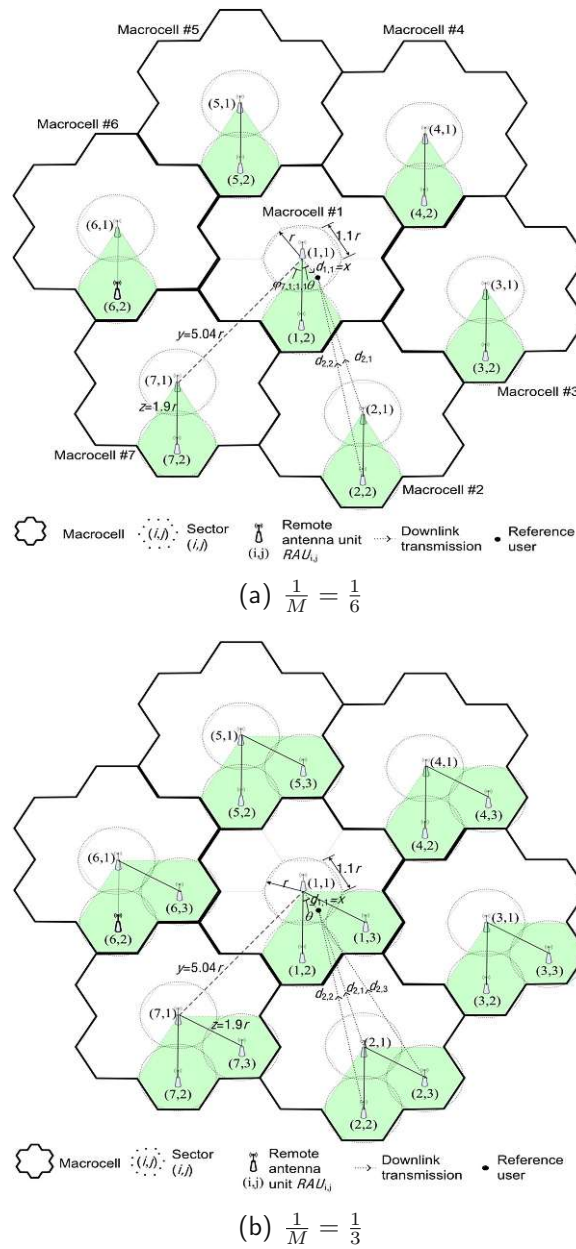 Macrocell #5
Macrocell #4
(5,1)
Macrocell #6
(4,1)
(5,2)
(4,2)
(6,1)
Macrocell #1
r
1.1r
(1,1)
d1,1=x
φ7,1;1,1 θ
(3,1)
(6,2)
y=5.04 r
(1,2)
(3,2)
d2,2
d2,1
Macrocell #3
(7,1)
z=1.9r
(2,1)
Macrocell #7
(7,2)
(2,2)
Macrocell #2
Macrocell
(i,j)
Sector
(i,j)
(i,j)
Remote
antenna unit
RAUi,j
Downlink
transmission
Reference
user
(a) 1/M = 1/6
(5,1)
(5,3)
(4,1)
(5,2)
(4,3)
(4,2)
(6,1)
r
1.1r
(1,1)
d1,1=x
θ
(6,3)
(6,2)
(1,3)
(3,1)
(1,2)
(3,3)
y=5.04 r
(3,2)
d2,2
d2,1
d2,3
(7,1)
z=1.9r
(7,3)
(2,1)
(7,2)
(2,3)
(2,2)
Macrocell
(i,j)
Sector
(i,j)
(i,j)
Remote
antenna
unit RAUi,j
Downlink
transmission
Reference
user
(b) 1/M = 1/3